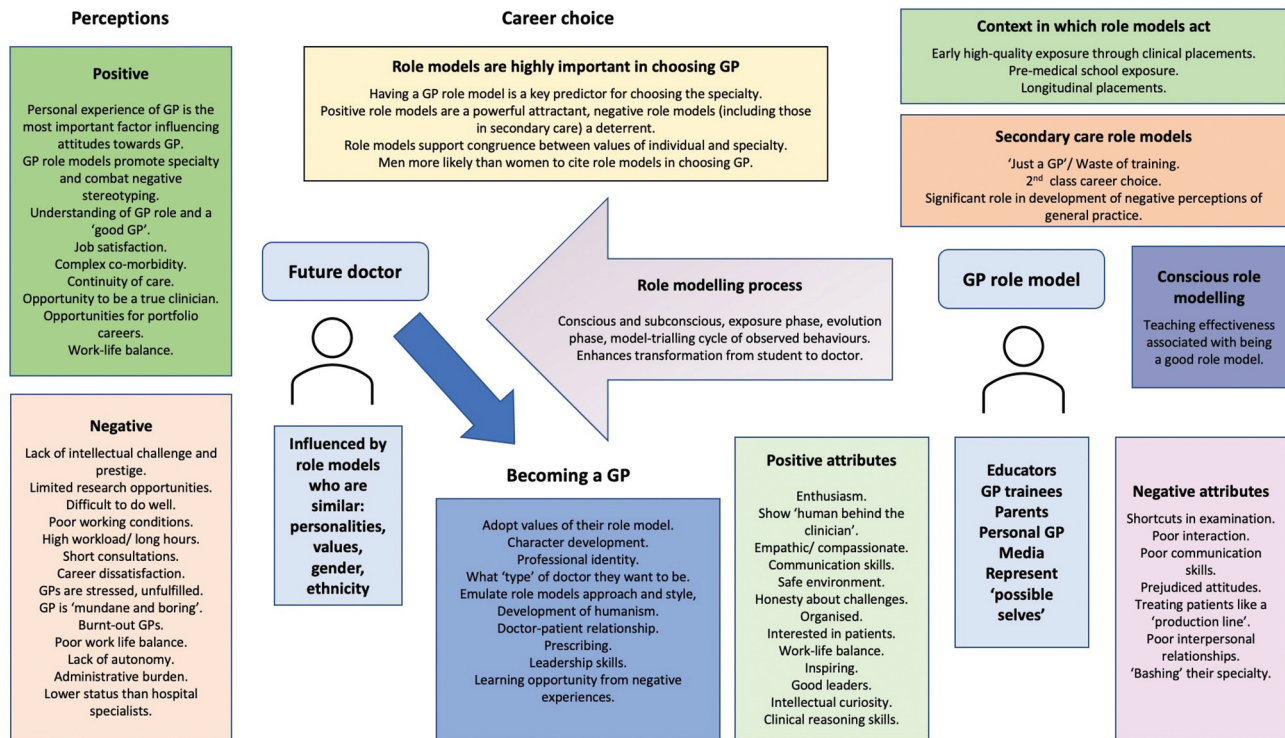 Perceptions
Positive
Personal experience of GP is the
most important factor influencing
attitudes towards GP.
GP role models promote specialty
and combat negative
stereotyping.
Understanding of GP role and a
‘good GP’.
Job satisfaction.
Complex co-morbidity.
Continuity of care.
Opportunity to be a true clinician.
Opportunities for portfolio
careers.
Work-life balance.
Negative
Lack of intellectual challenge and
prestige.
Limited research opportunities.
Difficult to do well.
Poor working conditions.
High workload/ long hours.
Short consultations.
Career dissatisfaction.
GPs are stressed, unfulfilled.
GP is ‘mundane and boring’.
Burnt-out GPs.
Poor work life balance.
Lack of autonomy.
Administrative burden.
Lower status than hospital
specialists.
Career choice
Role models are highly important in choosing GP
Having a GP role model is a key predictor for choosing the specialty.
Positive role models are a powerful attractant, negative role models (including those
in secondary care) a deterrent.
Role models support congruence between values of individual and specialty.
Men more likely than women to cite role models in choosing GP.
Future doctor
Influenced by
role models
who are
similar:
personalities,
values,
gender,
ethnicity
Role modelling process
Conscious and subconscious, exposure phase, evolution
phase, model-trialling cycle of observed behaviours.
Enhances transformation from student to doctor.
Becoming a GP
Adopt values of their role model.
Character development.
Professional identity.
What ‘type’ of doctor they want to be.
Emulate role models approach and style,
Development of humanism.
Doctor-patient relationship.
Prescribing.
Leadership skills.
Learning opportunity from negative
experiences.
Context in which role models act
Early high-quality exposure through clinical placements.
Pre-medical school exposure.
Longitudinal placements.
Secondary care role models
‘Just a GP’/ Waste of training.
2nd class career choice.
Significant role in development of negative perceptions of
general practice.
GP role model
Conscious role
modelling
Teaching effectiveness
associated with being
a good role model.
Positive attributes
Enthusiasm.
Show ‘human behind the
clinician’.
Empathic/ compassionate.
Communication skills.
Safe environment.
Honesty about challenges.
Organised.
Interested in patients.
Work-life balance.
Inspiring.
Good leaders.
Intellectual curiosity.
Clinical reasoning skills.
Educators
GP trainees
Parents
Personal GP
Media
Represent
‘possible
selves’
Negative attributes
Shortcuts in examination.
Poor interaction.
Poor communication
skills.
Prejudiced attitudes.
Treating patients like a
‘production line’.
Poor interpersonal
relationships.
‘Bashing’ their specialty.